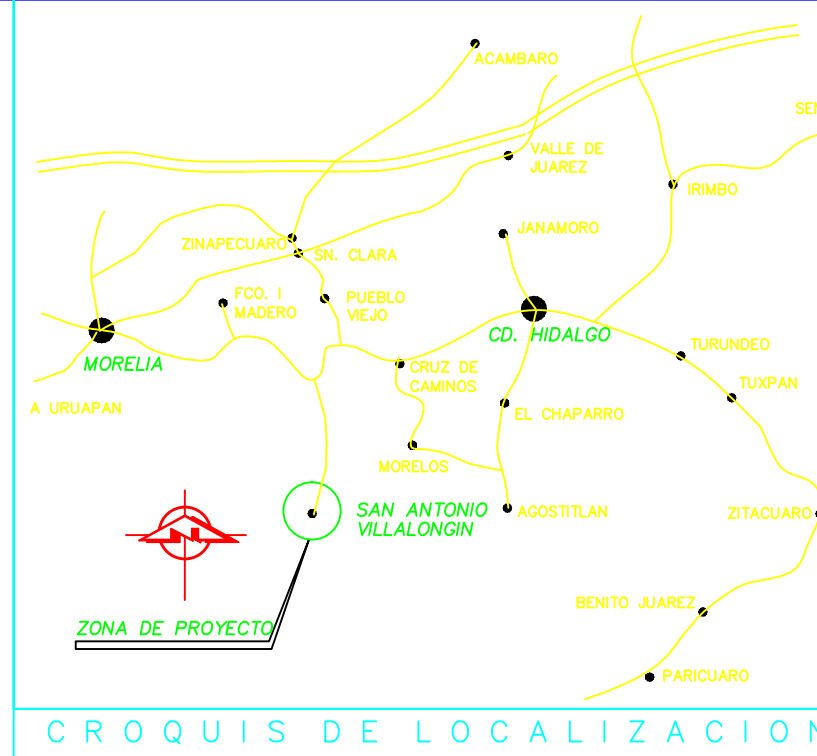 ACAMBARO
SEN
VALLE DE
JUAREZ
IRIMBO
JANAMORO
ZINAPECUARO
SN. CLARA
FCO. I
MADERO
PUEBLO
VIEJO
CD. HIDALGO
MORELIA
TURUNDEO
CRUZ DE
CAMINOS
TUXPAN
A URUAPAN
EL CHAPARRO
MORELOS
SAN ANTONIO
VILLALONGIN
AGOSTITLAN
ZITACUARO
N
BENITO JUAREZ
ZONA DE PROYECTO
PARICUARO
CROQUIS DE LOCALIZACION